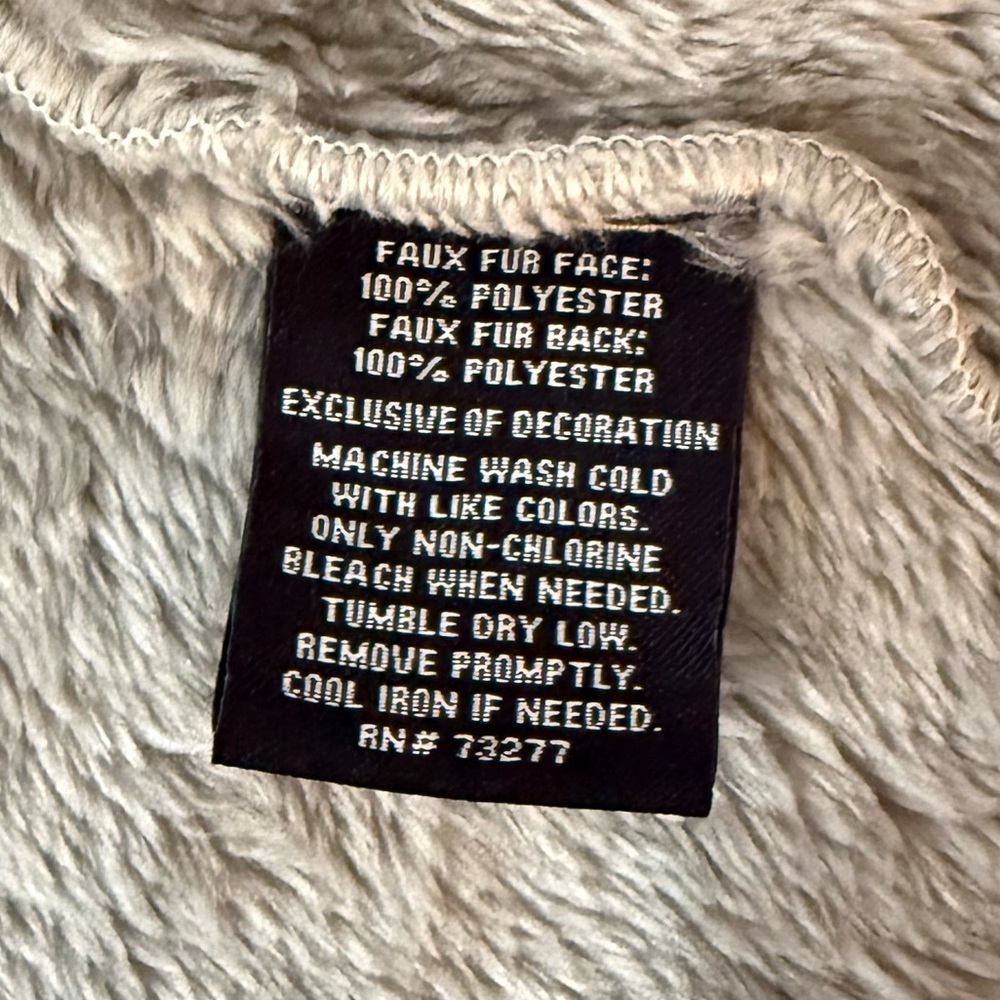 FAUX FUR FACE:
100% POLYESTER
FAUX FUR BACK:
100% POLYESTER
EXCLUSIVE OF DECORATION
MACHINE WASH COLD
WITH LIKE COLORS.
ONLY NON-CHLORINE
BLEACH WHEN NEEDED.
TUMBLE DRY LOW.
REMOVE PROMPTLY.
COOL IRON IF NEEDED.
RN# 73277